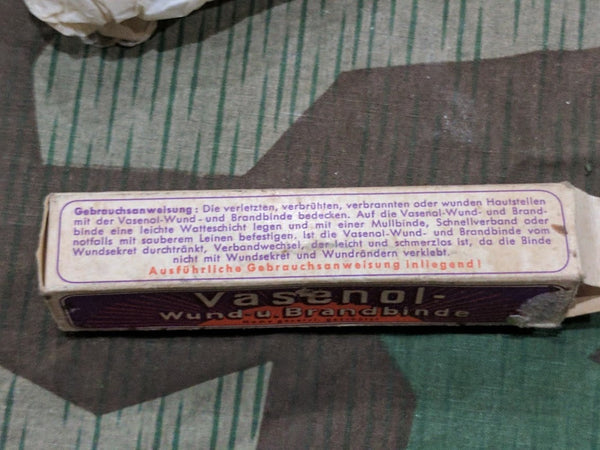 Gebrauchsanweisung: Die verletzten, verbrühten, verbrannten oder wunden Hautstellen
mit der Vasenol-Wund- und Brandbinde bedecken. Auf die Vasenol-Wund- und Brand-
binde eine leichte Watteschicht legen und mit einer Mullbinde, Schnellverband oder
notfalls mit sauberem Leinen befestigen. Ist die Vasenol-Wund- und Brandbinde vom
Wundsekret durchtränkt, Verbandwechsel, der leicht und schmerzlos ist, da die Binde
nicht mit Wundsekret und Wundrändern verklebt.
Ausführliche Gebrauchsanweisung inliegend!
Vasenol-
Wund-u. Brandbinde